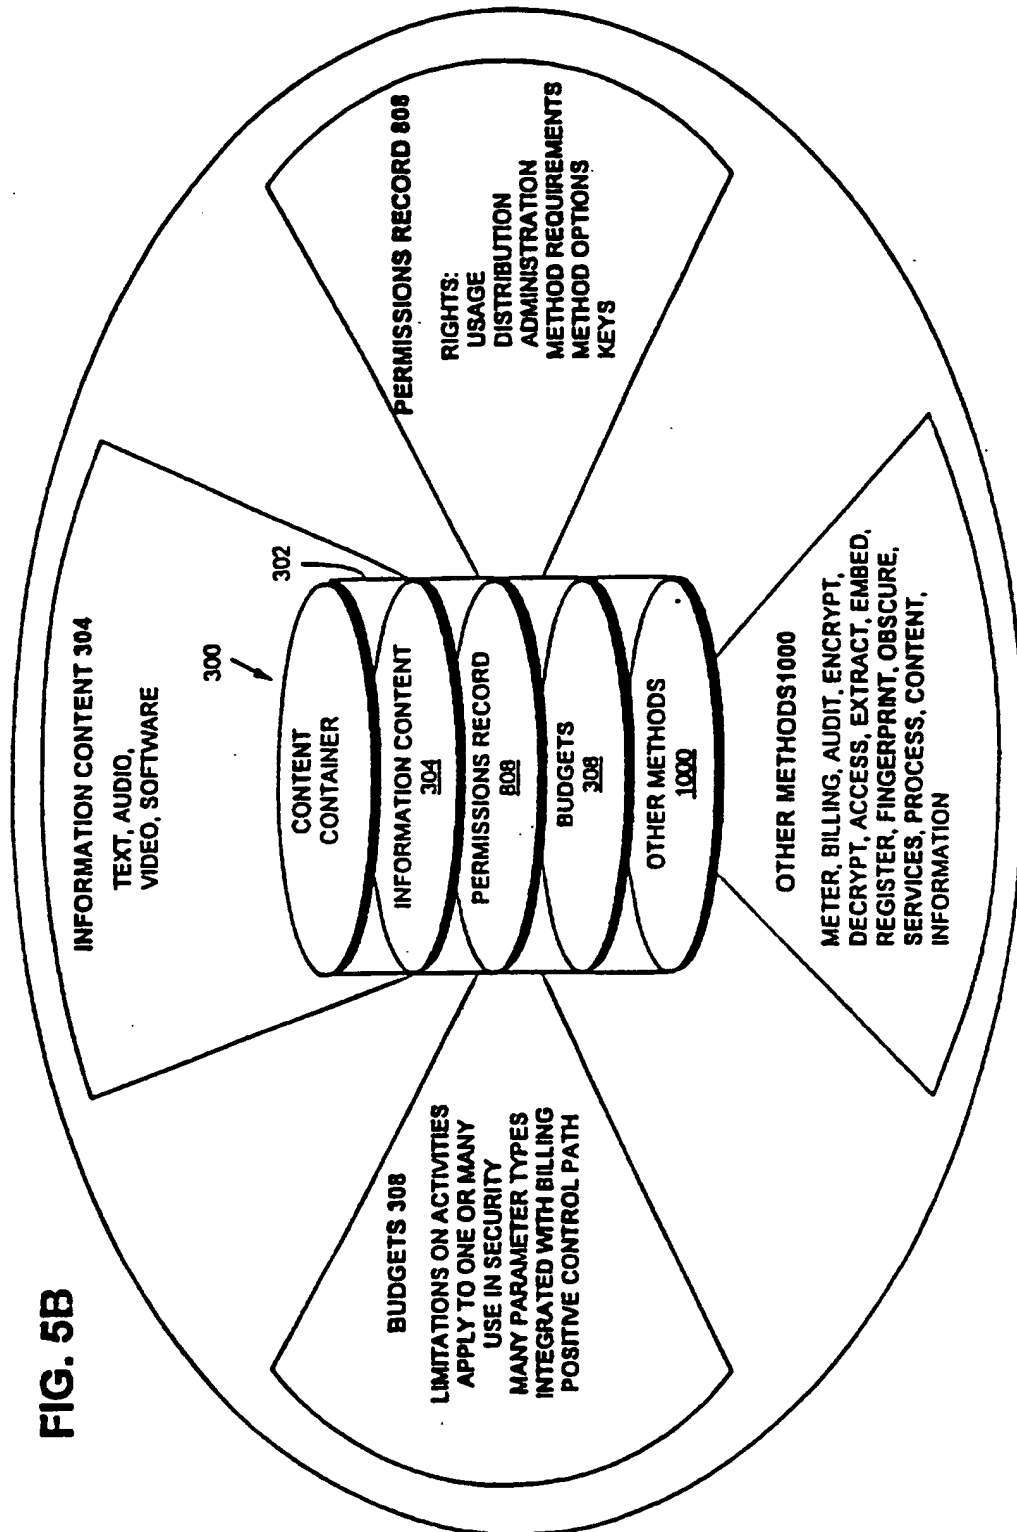 FIG. 5B
INFORMATION CONTENT 304
TEXT, AUDIO,
VIDEO, SOFTWARE
300
302
CONTENT
CONTAINER
INFORMATION CONTENT
304
PERMISSIONS RECORD
808
BUDGETS
308
OTHER METHODS
1000
BUDGETS 308
LIMITATIONS ON ACTIVITIES
APPLY TO ONE OR MANY
USE IN SECURITY
MANY PARAMETER TYPES
INTEGRATED WITH BILLING
POSITIVE CONTROL PATH
PERMISSIONS RECORD 808
RIGHTS:
USAGE
DISTRIBUTION
ADMINISTRATION
METHOD REQUIREMENTS
METHOD OPTIONS
KEYS
OTHER METHODS1000
METER, BILLING, AUDIT, ENCRYPT,
DECRYPT, ACCESS, EXTRACT, EMBED,
REGISTER, FINGERPRINT, OBSCURE,
SERVICES, PROCESS, CONTENT,
INFORMATION